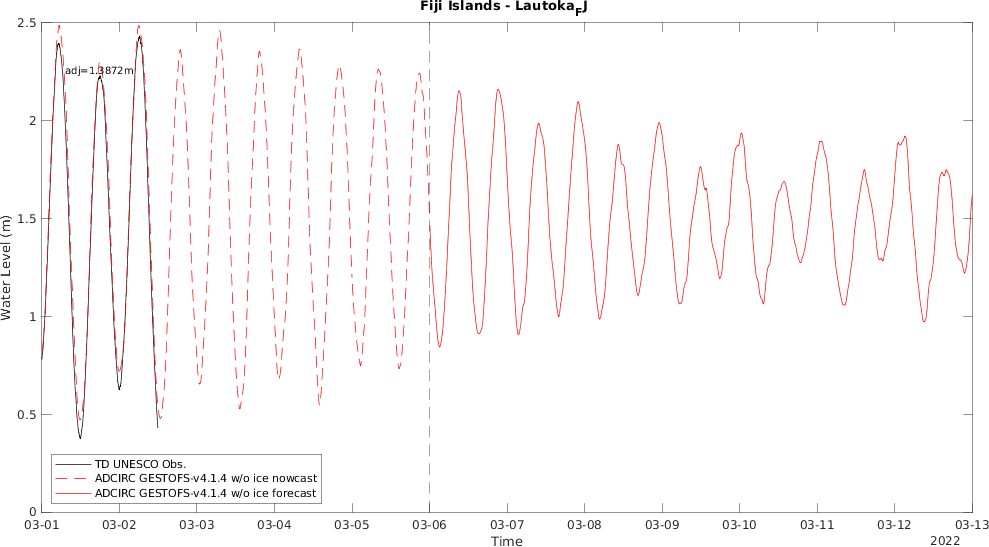 Fiji Islands - Lautoka_FJ
adj=1.3872m
2.5
2
1.5
1
0.5
0
Water Level (m)
TD UNESCO Obs.
ADCIRC GESTOFS-v4.1.4 w/o ice nowcast
ADCIRC GESTOFS-v4.1.4 w/o ice forecast
03-01 03-02 03-03 03-04 03-05 03-06 03-07 03-08 03-09 03-10 03-11 03-12 03-13
Time
2022